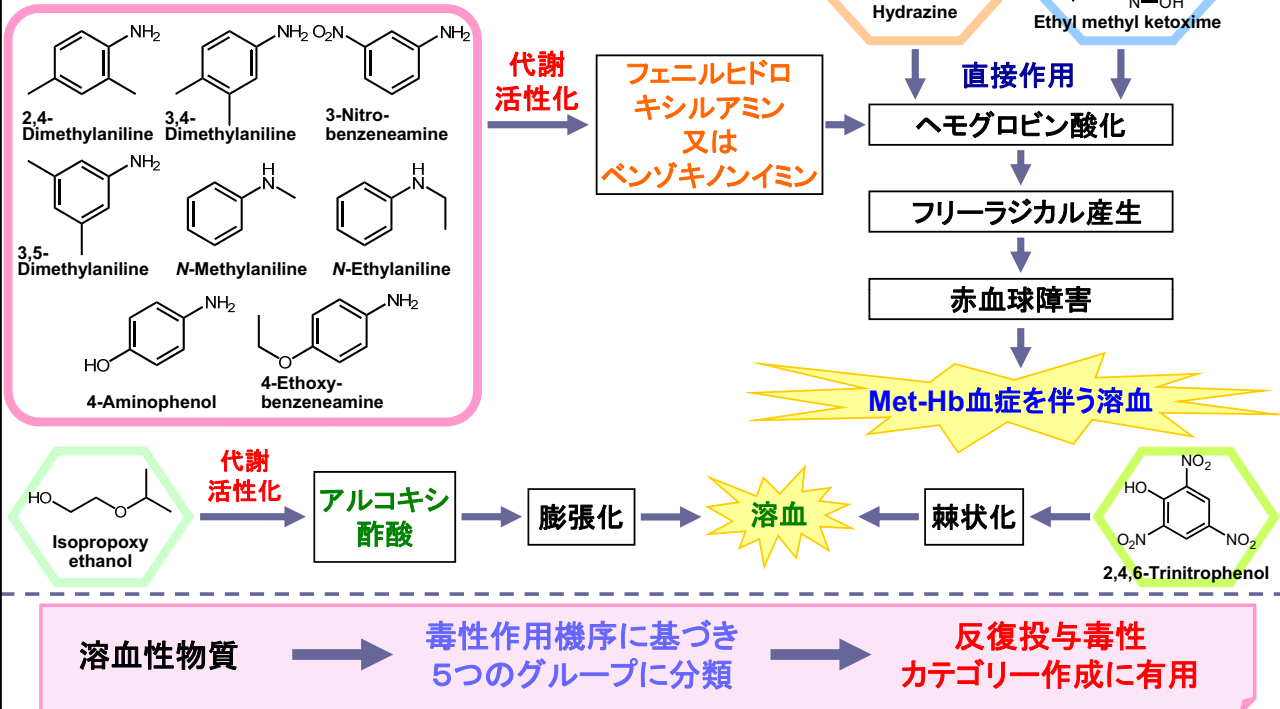 Hydrazine
N
OH
Ethyl methyl ketoxime
NH2
2,4-
Dimethylaniline
NH2
3,4-
Dimethylaniline
O2N
NH2
3-Nitro-
benzeneamine
NH2
3,5-
Dimethylaniline
H
N
N-Methylaniline
H
N
N-Ethylaniline
NH2
HO
4-Aminophenol
NH2
O
4-Ethoxy-
benzeneamine
代謝
活性化
フェニルヒドロ
キシルアミン
又は
ベンゾキノンイミン
直接作用
ヘモグロビン酸化
フリーラジカル産生
赤血球障害
Met-Hb血症を伴う溶血
HO
O
Isopropoxy
ethanol
代謝
活性化
アルコキシ
酢酸
膨張化
溶血
棘状化
NO2
HO
O2N
NO2
2,4,6-Trinitrophenol
溶血性物質
毒性作用機序に基づき
5つのグループに分類
反復投与毒性
カテゴリー作成に有用